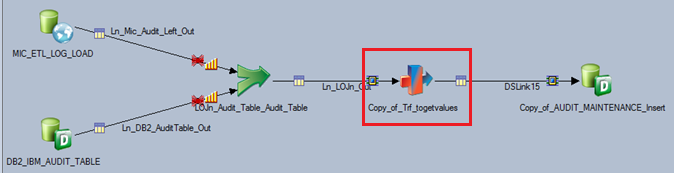 Ln_Mic_Audit_Left_Out
MIC_ETL_LOG_LOAD
LOJn_Audit_Table_Audit_Table
Ln_LOJn_Out
Copy_of_Trf_togetvalues
DSLink15
Copy_of_AUDIT_MAINTENANCE_Insert
Ln_DB2_AuditTable_Out
DB2_IBM_AUDIT_TABLE